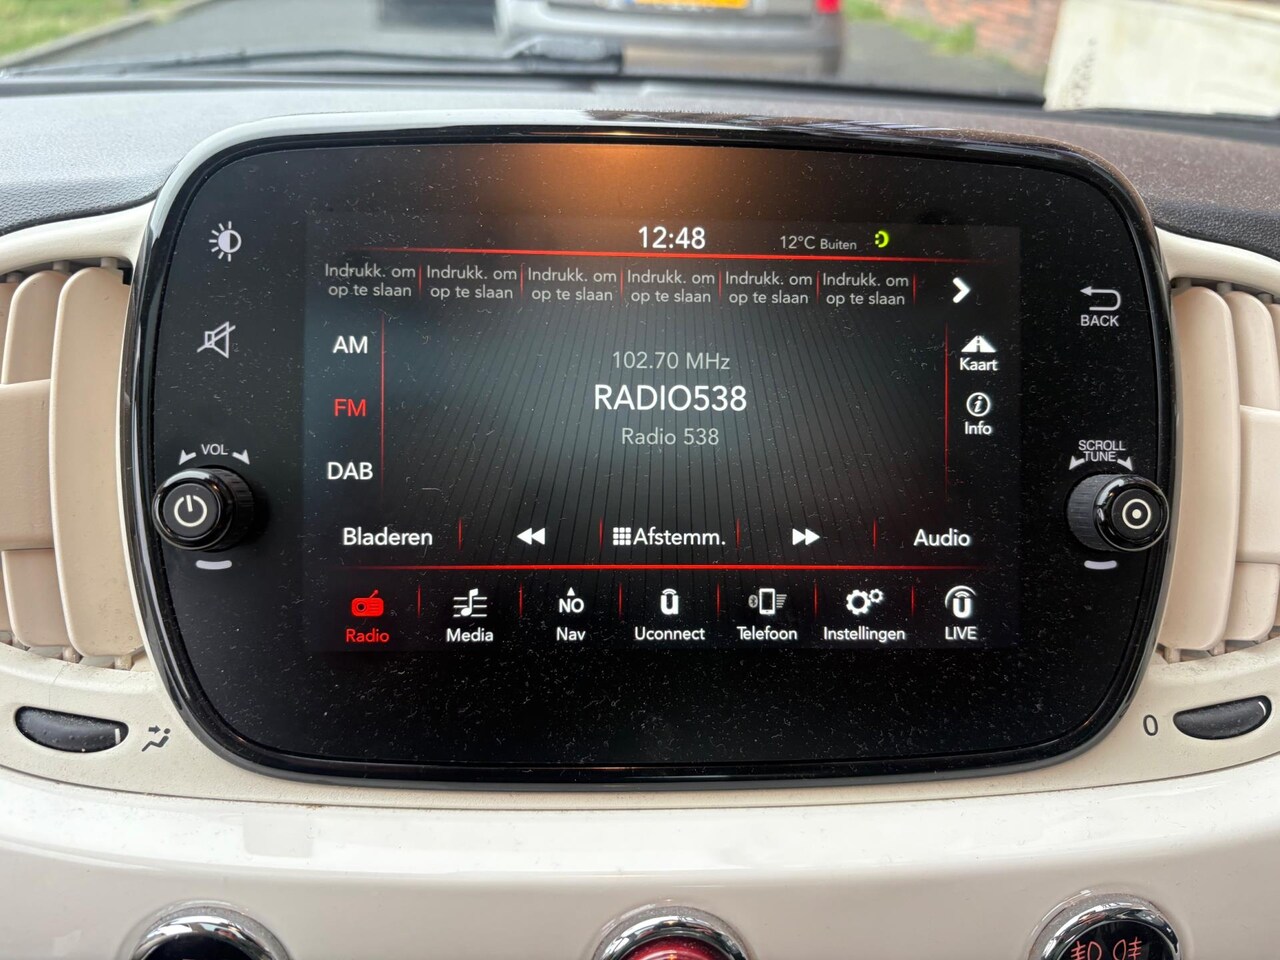 12:48
12°C Buiten
Indrukk. om
op te slaan
Indrukk. om
op te slaan
Indrukk. om
op te slaan
Indrukk. om
op te slaan
Indrukk. om
op te slaan
Indrukk. om
op te slaan
BACK
AM
FM
DAB
102.70 MHz
RADIO538
Radio 538
Kaart
Info
VOL
SCROLL
TUNE
Bladeren
Afstemm.
Audio
Radio
Media
NO
Nav
Uconnect
Telefoon
Instellingen
LIVE
0